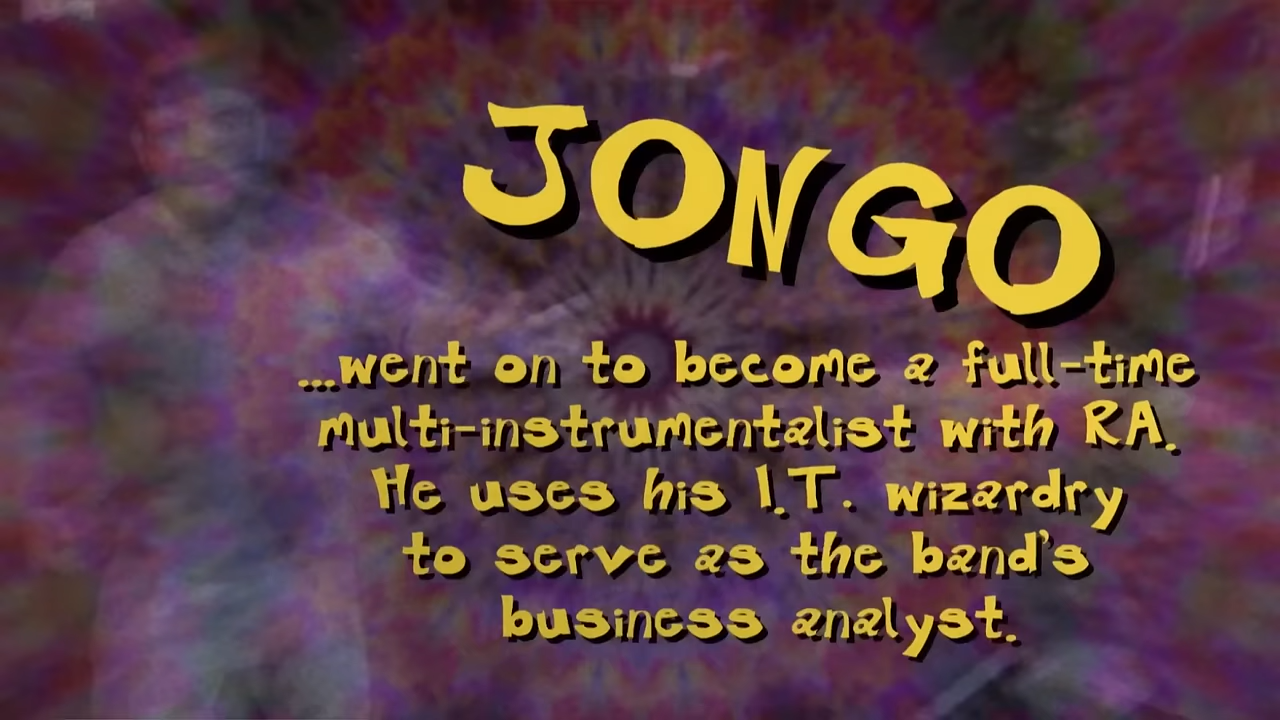 JONGO
...went on to become a full-time
multi-instrumentalist with RA.
He uses his I.T. wizardry
to serve as the band's
business analyst.